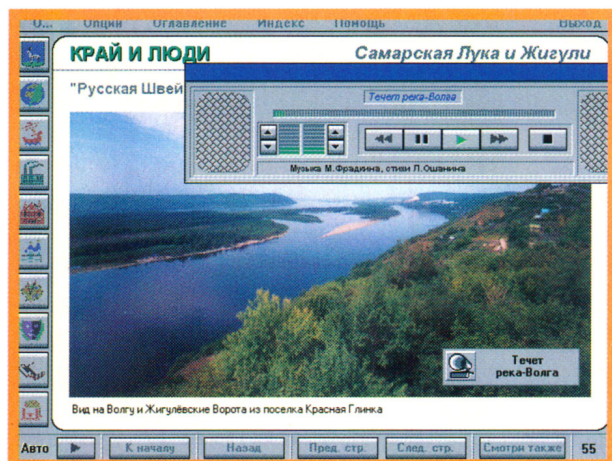 О... Опции Оглавление Индекс Помощь Выход
КРАЙ И ЛЮДИ
Самарская Лука и Жигули
"Русская Швей
Течет река-Волга
Музыка М.Фрадкина, стихи Л.Ошанина
Течет
река-Волга
Вид на Волгу и Жигулёвские Ворота из поселка Красная Глинка
Авто К началу Назад Пред. стр. След. стр. Смотри также 55